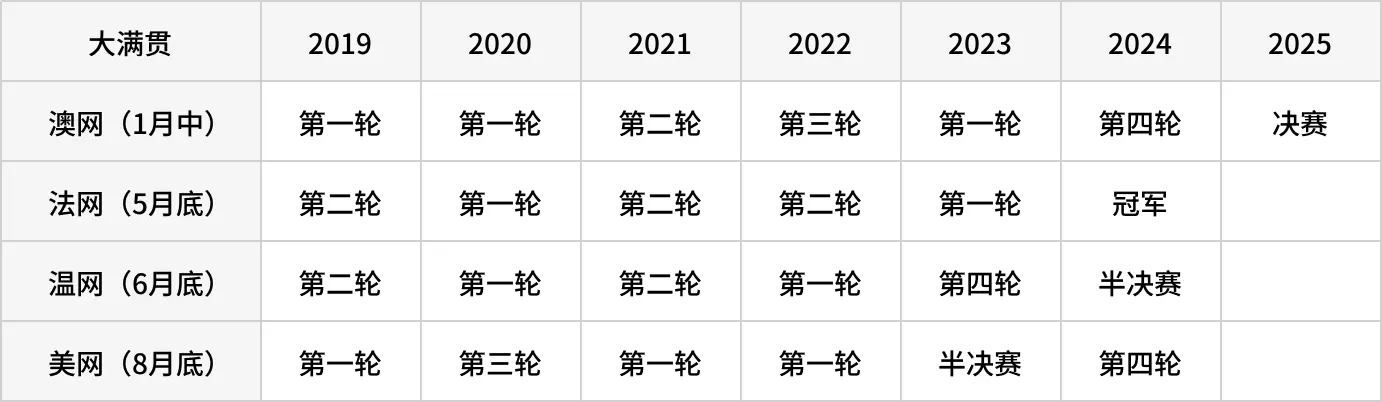 大满贯 2019 2020 2021 2022 2023 2024 2025
澳网（1月中） 第一轮 第一轮 第二轮 第三轮 第一轮 第四轮 决赛
法网（5月底） 第二轮 第一轮 第二轮 第二轮 第一轮 冠军
温网（6月底） 第二轮 第一轮 第二轮 第一轮 第四轮 半决赛
美网（8月底） 第一轮 第三轮 第一轮 第一轮 半决赛 第四轮